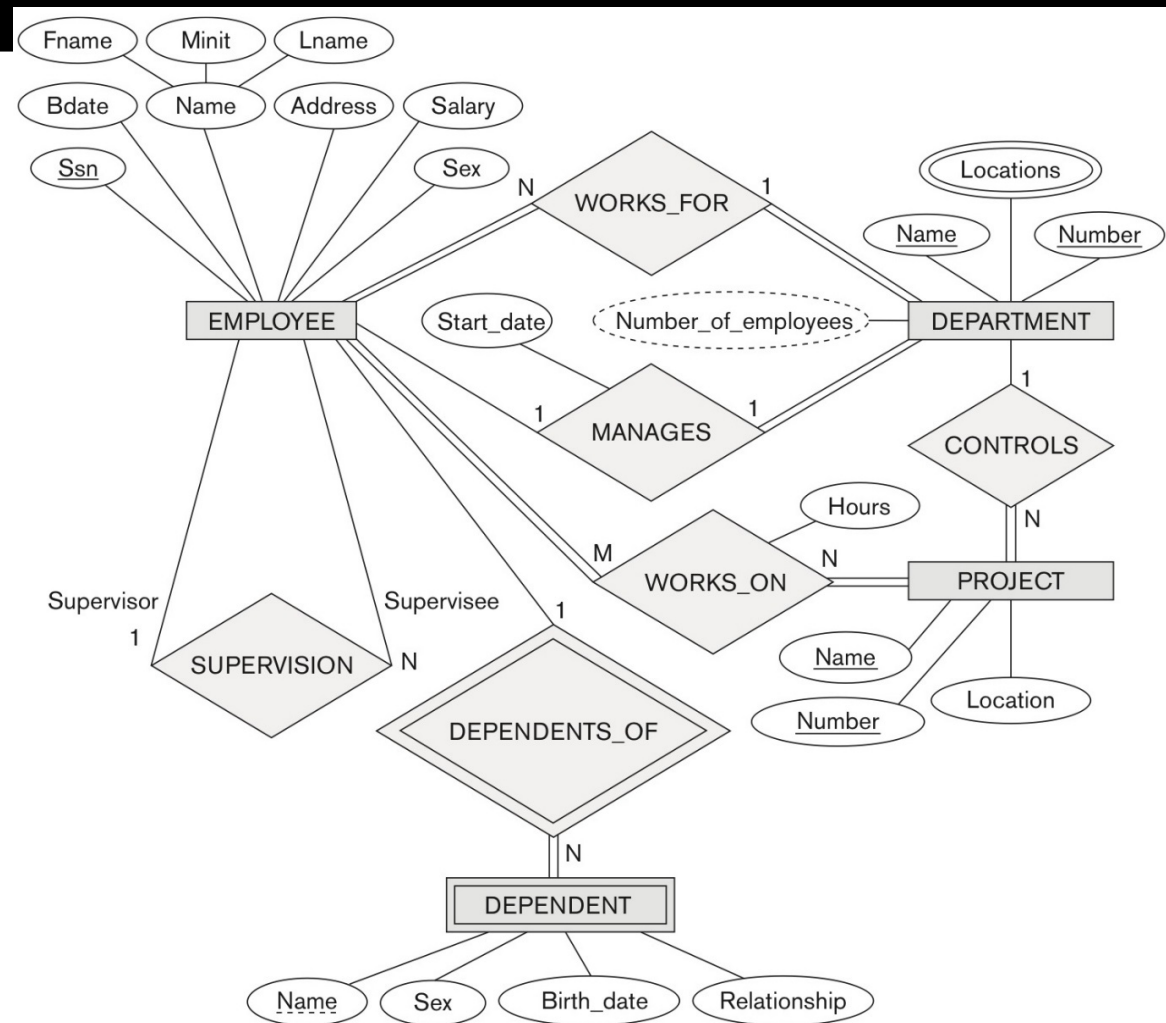 Fname Minit Lname
Bdate Name Address Salary
Ssn Sex
N WORKS_FOR 1
Locations
Name Number
EMPLOYEE Start_date Number_of_employees DEPARTMENT
1 MANAGES 1
1
CONTROLS
N
Hours
M WORKS_ON N PROJECT
Supervisor Supervisee
1 SUPERVISION N
1
Name
Number Location
DEPENDENTS_OF
N
DEPENDENT
Name Sex Birth_date Relationship